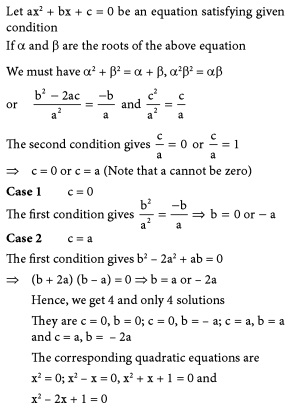 Let ax² + bx + c = 0 be an equation satisfying given
condition
If α and β are the roots of the above equation
We must have α² + β² = α + β, α²β² = αβ
or (b² – 2ac)/a² = –b/a and c²/a² = c/a
The second condition gives c/a = 0 or c/a = 1
⇒ c = 0 or c = a (Note that a cannot be zero)
Case 1 c = 0
The first condition gives b²/a² = –b/a ⇒ b = 0 or – a
Case 2 c = a
The first condition gives b² – 2a² + ab = 0
⇒ (b + 2a) (b – a) = 0 ⇒ b = a or – 2a
Hence, we get 4 and only 4 solutions
They are c = 0, b = 0; c = 0, b = – a; c = a, b = a
and c = a, b = – 2a
The corresponding quadratic equations are
x² = 0; x² – x = 0, x² + x + 1 = 0 and
x² – 2x + 1 = 0